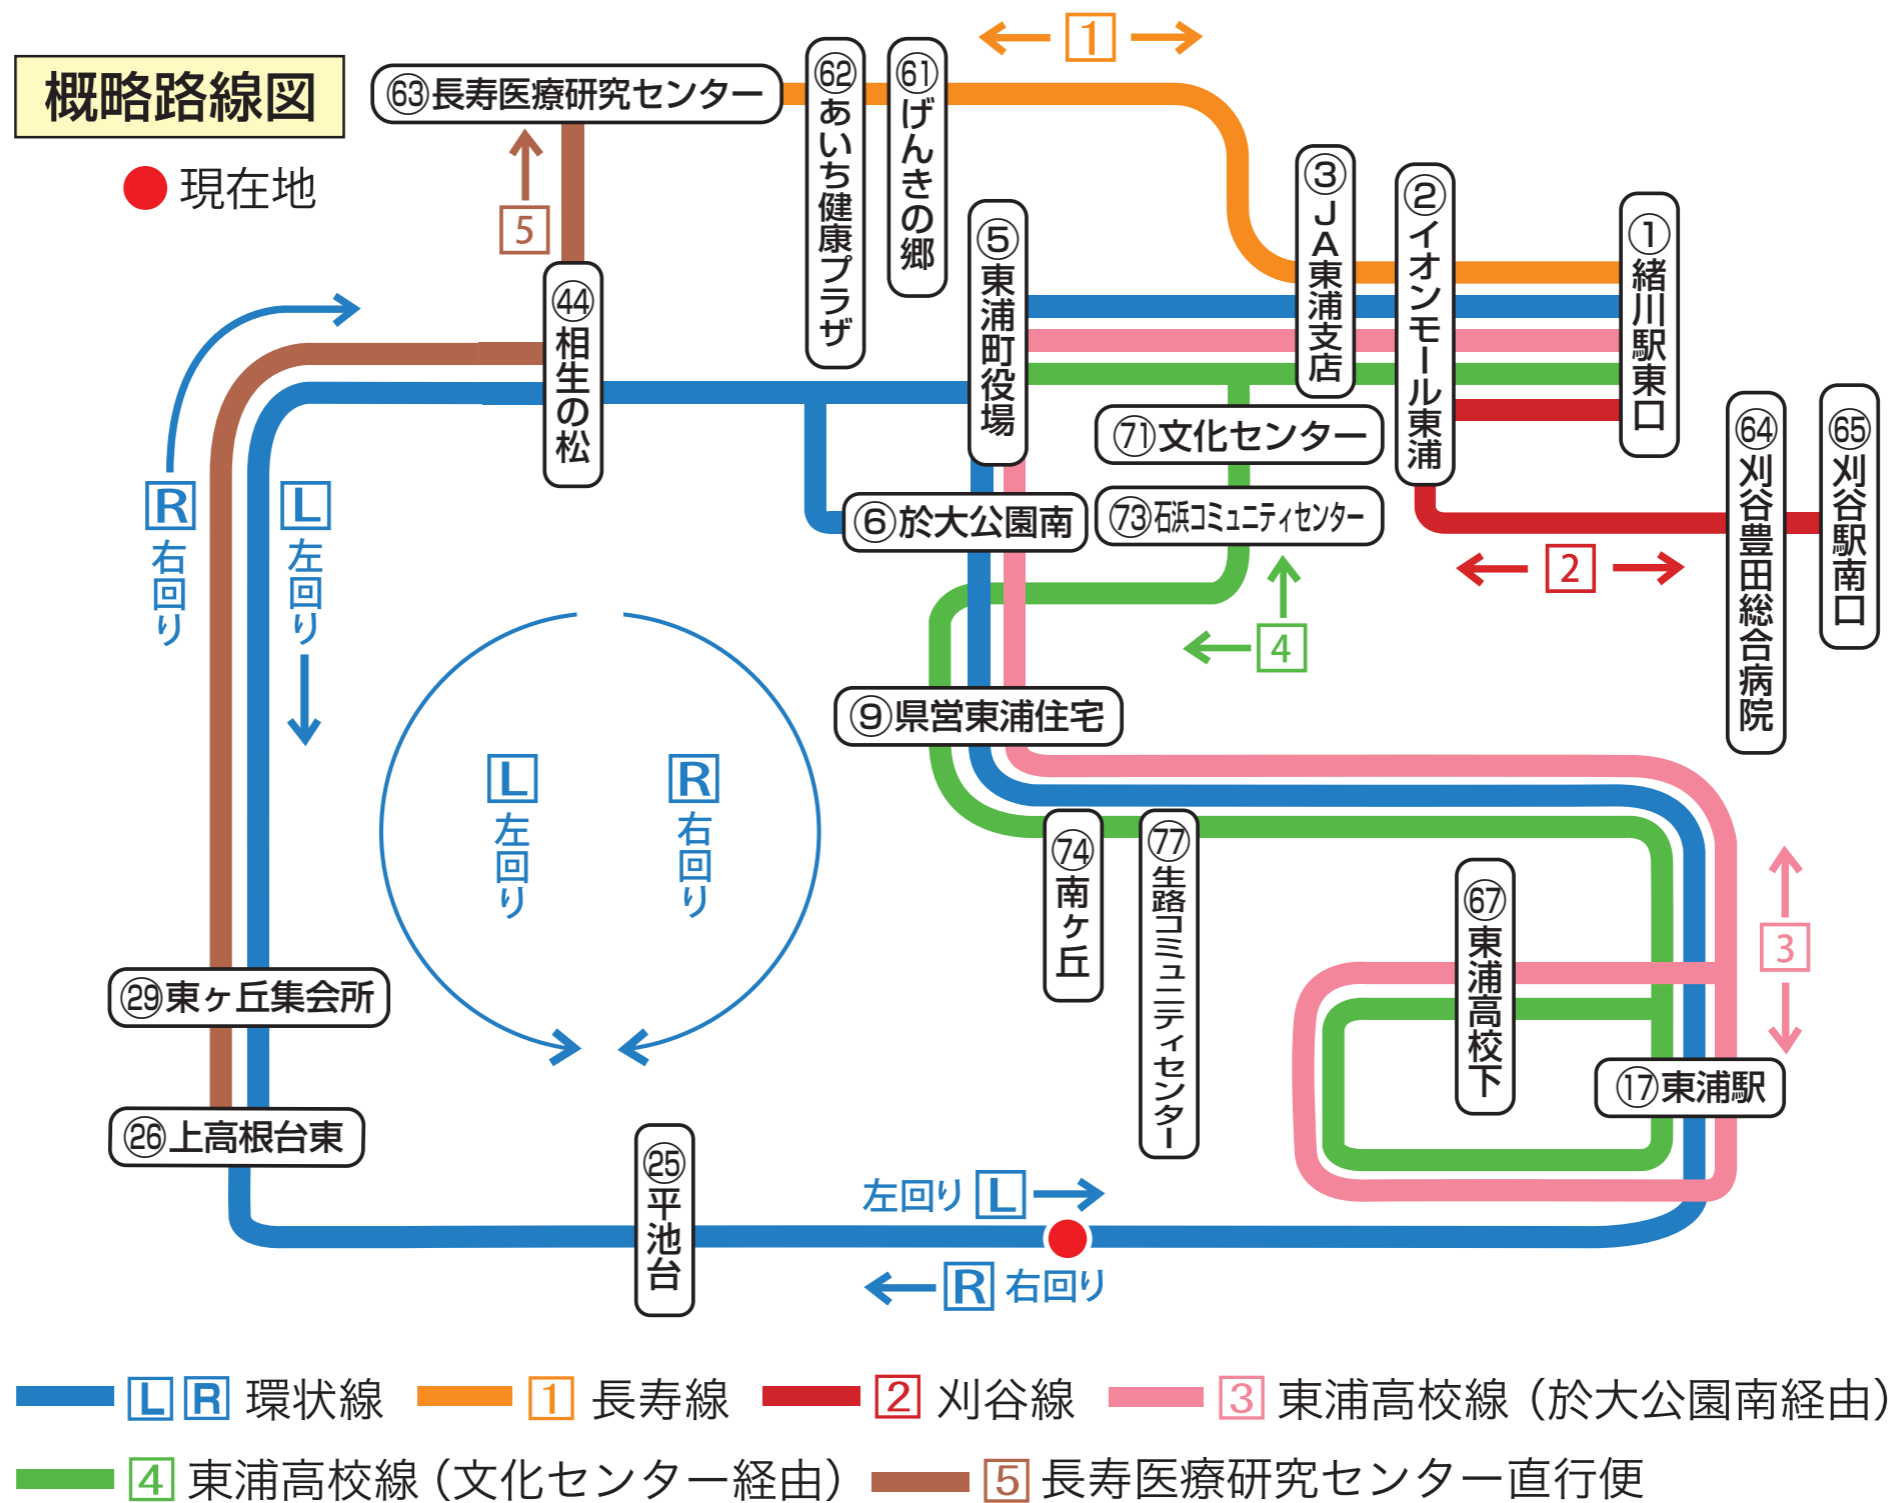 概略路線図
現在地
1
㊿長寿医療研究センター
62あいち健康プラザ
61げんきの郷
③JA東浦支店
②イオンモール東浦
①緒川駅東口
5
44相生の松
⑤東浦町役場
71文化センター
73石浜コミュニティセンター
⑥於大公園南
64刈谷豊田総合病院
65刈谷駅南口
2
R右回り
L左回り
4
⑨県営東浦住宅
L左回り
R右回り
74南ヶ丘
77生路コミュニティセンター
67東浦高校下
3
29東ヶ丘集会所
⑰東浦駅
26上高根台東
25平池台
左回りL
R右回り
LR環状線 1長寿線 2刈谷線 3東浦高校線（於大公園南経由）
4東浦高校線（文化センター経由） 5長寿医療研究センター直行便